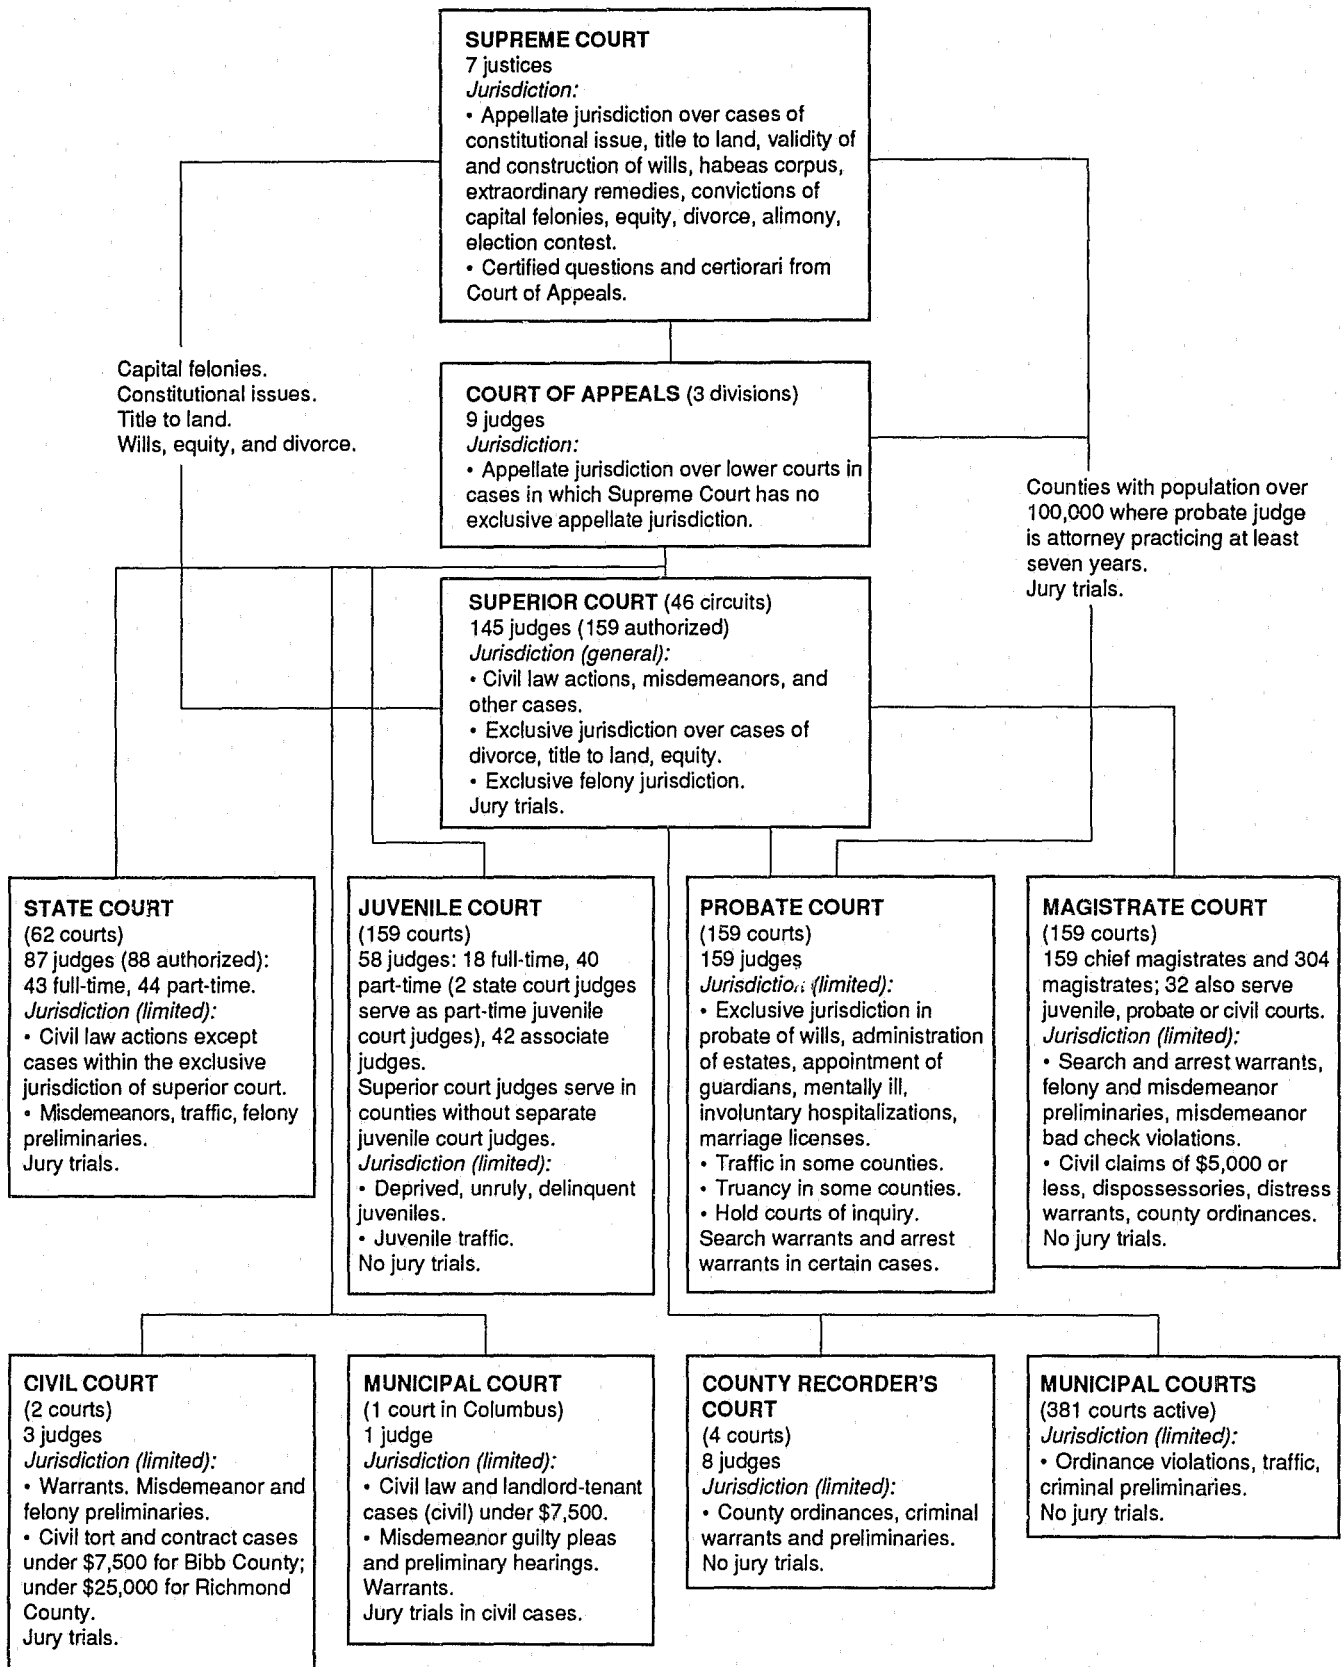 SUPREME COURT
7 justices
Jurisdiction:
• Appellate jurisdiction over cases of
constitutional issue, title to land, validity of
and construction of wills, habeas corpus,
extraordinary remedies, convictions of
capital felonies, equity, divorce, alimony,
election contest.
• Certified questions and certiorari from
Court of Appeals.
Capital felonies.
Constitutional issues.
Title to land.
Wills, equity, and divorce.
COURT OF APPEALS (3 divisions)
9 judges
Jurisdiction:
• Appellate jurisdiction over lower courts in
cases in which Supreme Court has no
exclusive appellate jurisdiction.
Counties with population over
100,000 where probate judge
is attorney practicing at least
seven years.
Jury trials.
SUPERIOR COURT (46 circuits)
145 judges (159 authorized)
Jurisdiction (general):
• Civil law actions, misdemeanors, and
other cases.
• Exclusive jurisdiction over cases of
divorce, title to land, equity.
• Exclusive felony jurisdiction.
Jury trials.
STATE COURT
(62 courts)
87 judges (88 authorized):
43 full-time, 44 part-time.
Jurisdiction (limited):
• Civil law actions except
cases within the exclusive
jurisdiction of superior court.
• Misdemeanors, traffic, felony
preliminaries.
Jury trials.
JUVENILE COURT
(159 courts)
58 judges: 18 full-time, 40
part-time (2 state court judges
serve as part-time juvenile
court judges), 42 associate
judges.
Superior court judges serve in
counties without separate
juvenile court judges.
Jurisdiction (limited):
• Deprived, unruly, delinquent
juveniles.
• Juvenile traffic.
No jury trials.
PROBATE COURT
(159 courts)
159 judges
Jurisdiction (limited):
• Exclusive jurisdiction in
probate of wills, administration
of estates, appointment of
guardians, mentally ill,
involuntary hospitalizations,
marriage licenses.
• Traffic in some counties.
• Truancy in some counties.
• Hold courts of inquiry.
Search warrants and arrest
warrants in certain cases.
MAGISTRATE COURT
(159 courts)
159 chief magistrates and 304
magistrates; 32 also serve
juvenile, probate or civil courts.
Jurisdiction (limited):
• Search and arrest warrants,
felony and misdemeanor
preliminaries, misdemeanor
bad check violations.
• Civil claims of $5,000 or
less, dispossessories, distress
warrants, county ordinances.
No jury trials.
CIVIL COURT
(2 courts)
3 judges
Jurisdiction (limited):
• Warrants. Misdemeanor and
felony preliminaries.
• Civil tort and contract cases
under $7,500 for Bibb County;
under $25,000 for Richmond
County.
Jury trials.
MUNICIPAL COURT
(1 court in Columbus)
1 judge
Jurisdiction (limited):
• Civil law and landlord-tenant
cases (civil) under $7,500.
• Misdemeanor guilty pleas
and preliminary hearings.
Warrants.
Jury trials in civil cases.
COUNTY RECORDER'S
COURT
(4 courts)
8 judges
Jurisdiction (limited):
• County ordinances, criminal
warrants and preliminaries.
No jury trials.
MUNICIPAL COURTS
(381 courts active)
Jurisdiction (limited):
• Ordinance violations, traffic,
criminal preliminaries.
No jury trials.